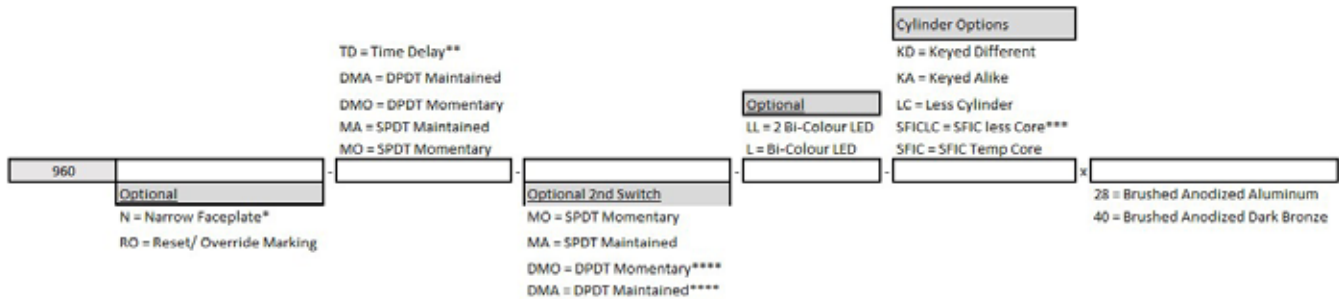 Cylinder Options
TD = Time Delay**
KD = Keyed Different
DMA = DPDT Maintained
KA = Keyed Alike
DMO = DPDT Momentary
Optional
LC = Less Cylinder
MA = SPDT Maintained
LL = 2 Bi-Colour LED
SFICLC = SFIC less Core***
MO = SPDT Momentary
L = Bi-Colour LED
SFIC = SFIC Temp Core
960 - - - - x
Optional
Optional 2nd Switch
28 = Brushed Anodized Aluminum
N = Narrow Faceplate*
MO = SPDT Momentary
40 = Brushed Anodized Dark Bronze
RO = Reset/ Override Marking
MA = SPDT Maintained
DMO = DPDT Momentary****
DMA = DPDT Maintained****